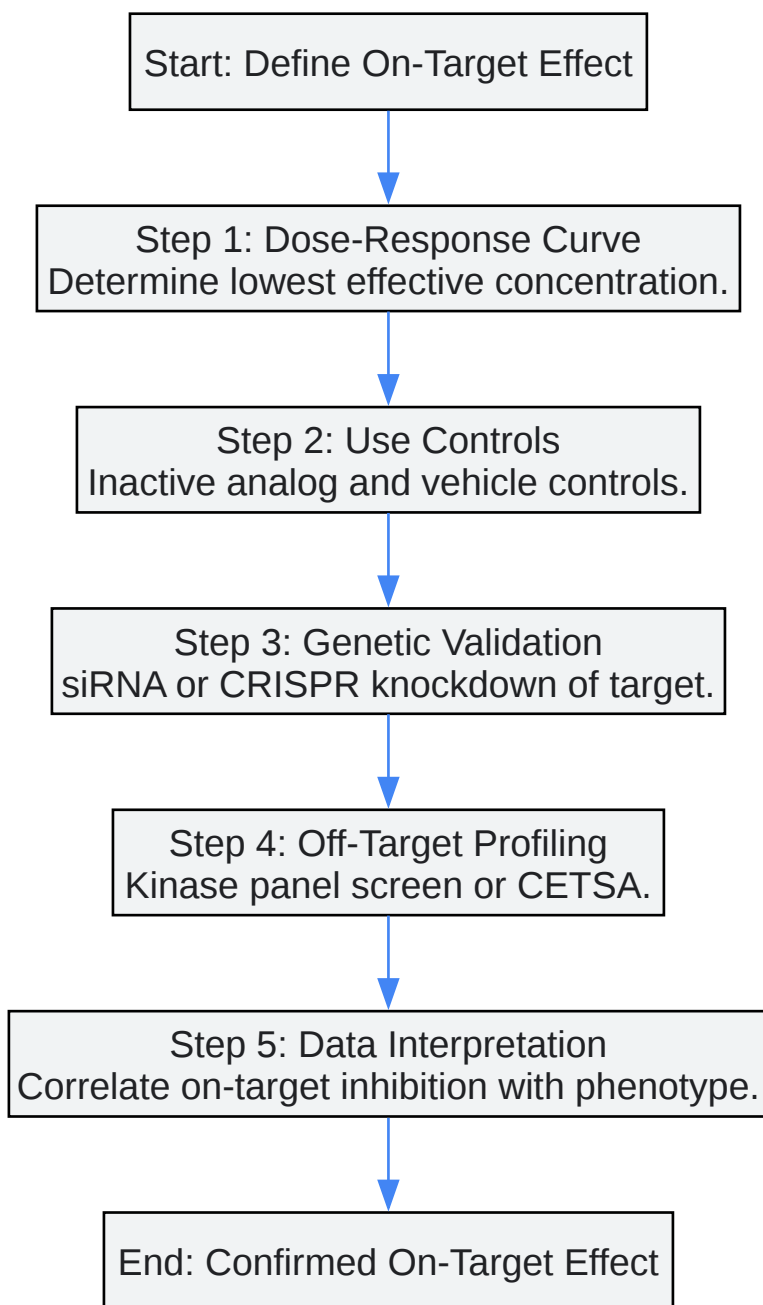 Start: Define On-Target Effect
Step 1: Dose-Response Curve
Determine lowest effective concentration.
Step 2: Use Controls
Inactive analog and vehicle controls.
Step 3: Genetic Validation
siRNA or CRISPR knockdown of target.
Step 4: Off-Target Profiling
Kinase panel screen or CETSA.
Step 5: Data Interpretation
Correlate on-target inhibition with phenotype.
End: Confirmed On-Target Effect